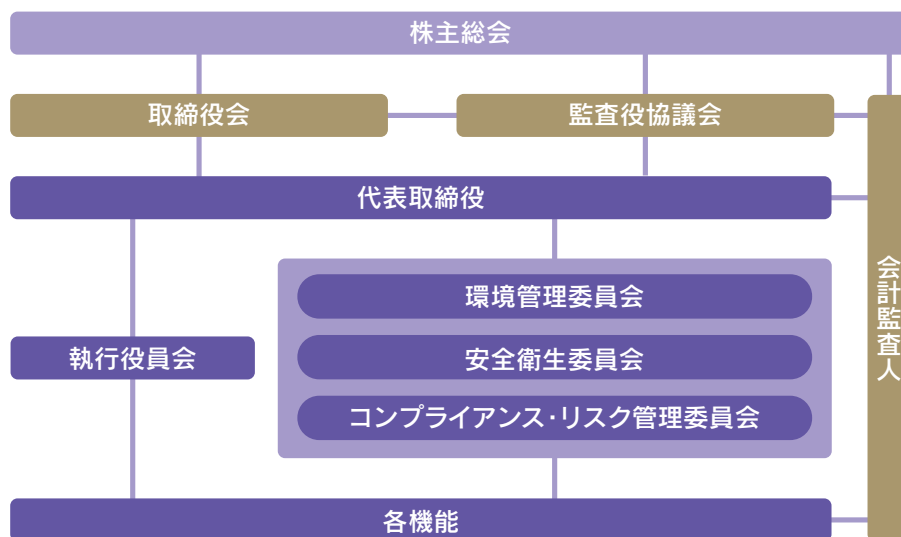 株主総会
取締役会
監査役協議会
代表取締役
環境管理委員会
執行役員会
安全衛生委員会
コンプライアンス・リスク管理委員会
会計監査人
各機能